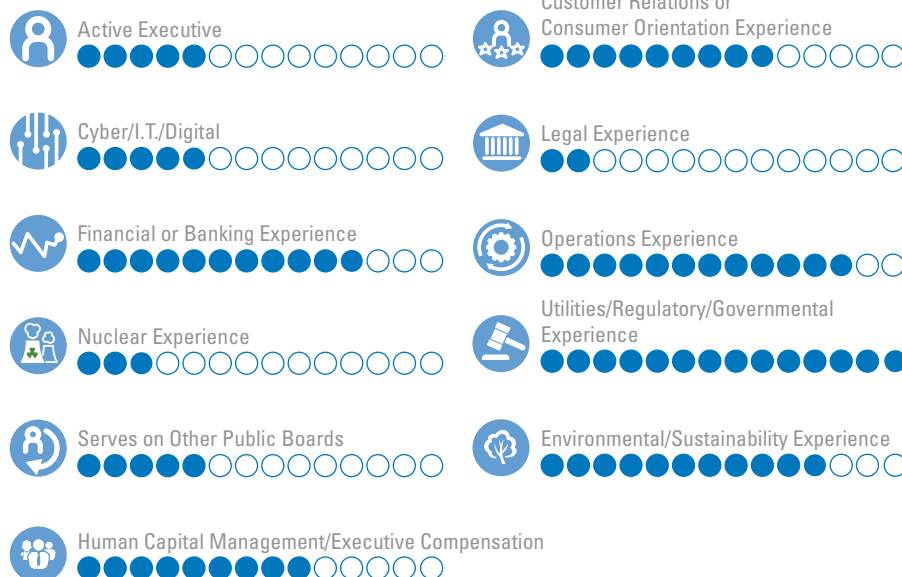 Active Executive
Customer Relations or
Consumer Orientation Experience
Cyber/I.T./Digital
Legal Experience
Financial or Banking Experience
Operations Experience
Nuclear Experience
Utilities/Regulatory/Governmental
Experience
Serves on Other Public Boards
Environmental/Sustainability Experience
Human Capital Management/Executive Compensation